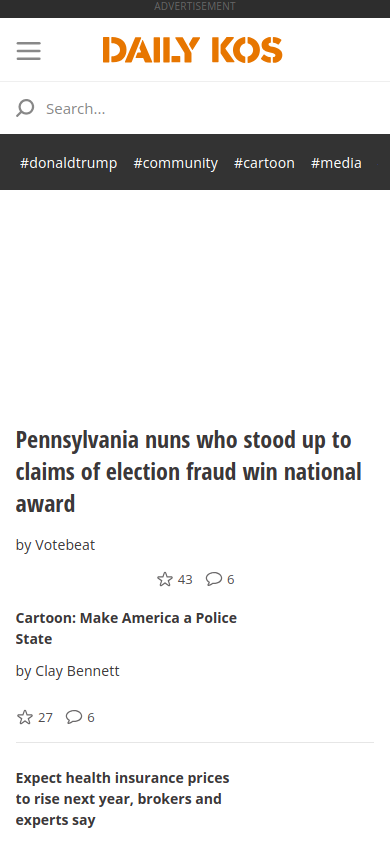 ADVERTISEMENT
DAILY KOS
Search...
#donaldtrump #community #cartoon #media
Pennsylvania nuns who stood up to
claims of election fraud win national
award
by Votebeat
43 6
Cartoon: Make America a Police
State
by Clay Bennett
27 6
Expect health insurance prices
to rise next year, brokers and
experts say